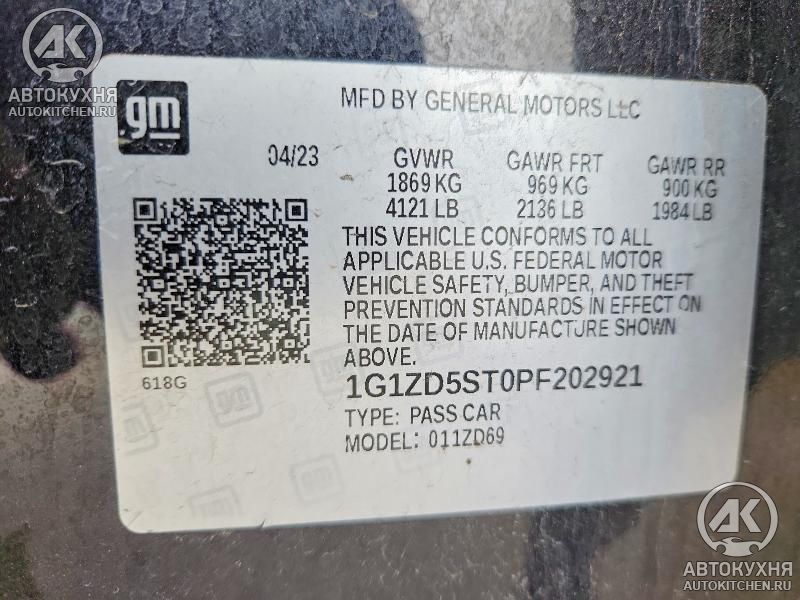 AK
АВТОКУХНЯ
AUTOKITCHEN.RU
gm
MFD BY GENERAL MOTORS LLC
04/23 GVWR GAWR FRT GAWR RR
1869 KG 969 KG 900 KG
4121 LB 2136 LB 1984 LB
THIS VEHICLE CONFORMS TO ALL
APPLICABLE U.S. FEDERAL MOTOR
VEHICLE SAFETY, BUMPER, AND THEFT
PREVENTION STANDARDS IN EFFECT ON
THE DATE OF MANUFACTURE SHOWN
ABOVE.
618G
1G1ZD5ST0PF202921
TYPE: PASS CAR
MODEL: 011ZD69
AK
АВТОКУХНЯ
AUTOKITCHEN.RU